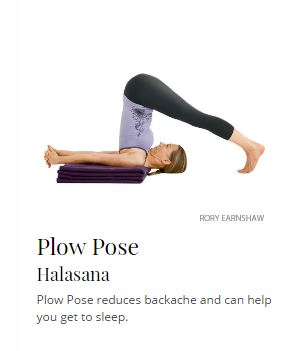 RORY EARNSHAW
Plow Pose
Halasana
Plow Pose reduces backache and can help
you get to sleep.